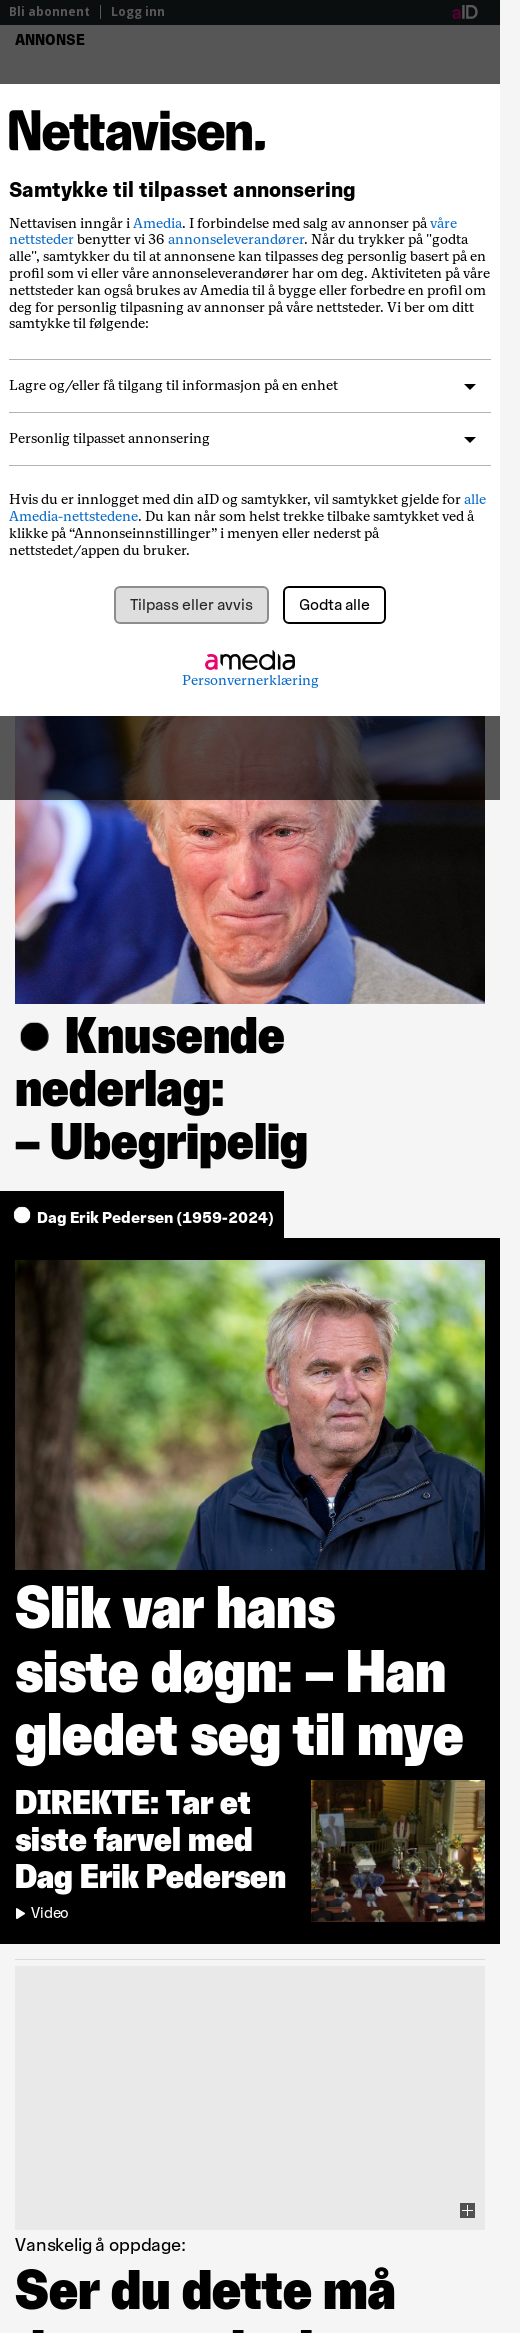 Bli abonnent | Logg inn
aID
ANNONSE
Nettavisen.
Samtykke til tilpasset annonsering
Nettavisen inngår i Amedia. I forbindelse med salg av annonser på våre
nettsteder benytter vi 36 annonseleverandører. Når du trykker på "godta
alle", samtykker du til at annonsene kan tilpasses deg personlig basert på en
profil som vi eller våre annonseleverandører har om deg. Aktiviteten på våre
nettsteder kan også brukes av Amedia til å bygge eller forbedre en profil om
deg for personlig tilpasning av annonser på våre nettsteder. Vi ber om ditt
samtykke til følgende:
Lagre og/eller få tilgang til informasjon på en enhet
Personlig tilpasset annonsering
Hvis du er innlogget med din aID og samtykker, vil samtykket gjelde for alle
Amedia-nettstedene. Du kan når som helst trekke tilbake samtykket ved å
klikke på “Annonseinnstillinger” i menyen eller nederst på
nettstedet/appen du bruker.
Tilpass eller avvis
Godta alle
amedia
Personvernerklæring
● Knusende
nederlag:
– Ubegripelig
Dag Erik Pedersen (1959-2024)
Slik var hans
siste døgn: – Han
gledet seg til mye
DIREKTE: Tar et
siste farvel med
Dag Erik Pedersen
Video
Vanskelig å oppdage:
Ser du dette må